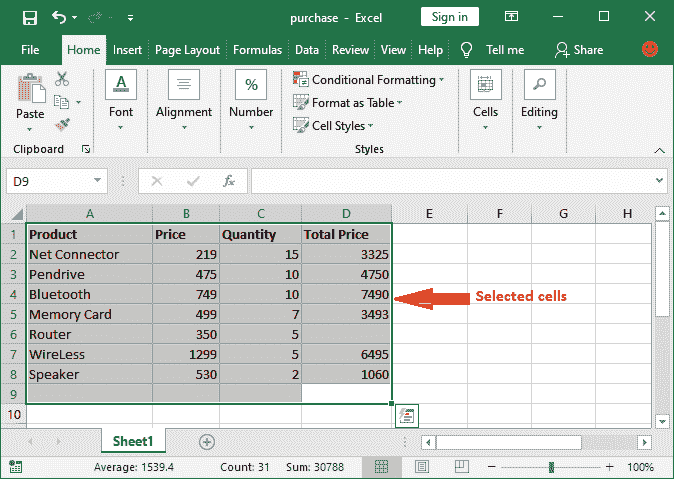 purchase - Excel
Sign in
File Home Insert Page Layout Formulas Data Review View Help Tell me Share
Paste
Clipboard
A
Font
Alignment
%
Number
Conditional Formatting
Format as Table
Cell Styles
Styles
Cells
Editing
D9
fx
A B C D E F G H
1 Product Price Quantity Total Price
2 Net Connector 219 15 3325
3 Pendrive 475 10 4750
4 Bluetooth 749 10 7490
Selected cells
5 Memory Card 499 7 3493
6 Router 350 5
7 WireLess 1299 5 6495
8 Speaker 530 2 1060
9
10
Sheet1
Average: 1539.4 Count: 31 Sum: 30788 100%